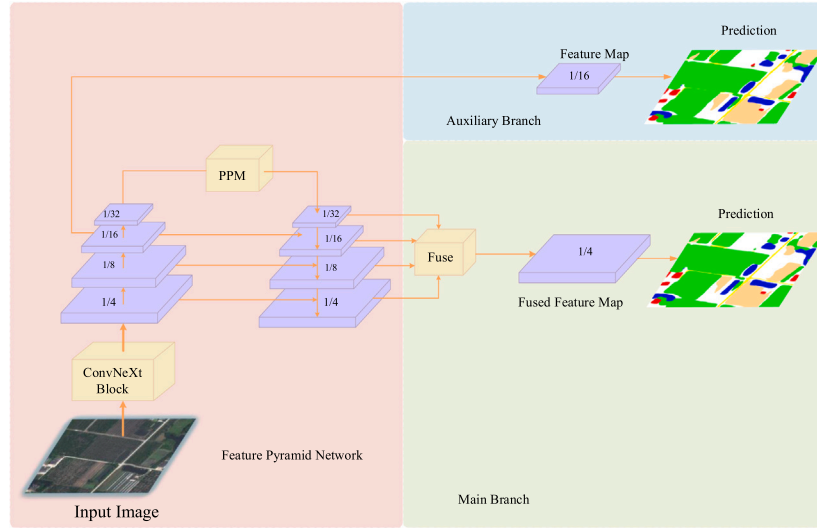 Prediction
Feature Map
1/16
Auxiliary Branch
PPM
1/32
1/16
1/8
1/4
1/32
1/16
1/8
1/4
Fuse
1/4
Fused Feature Map
Prediction
ConvNeXt
Block
Feature Pyramid Network
Input Image
Main Branch